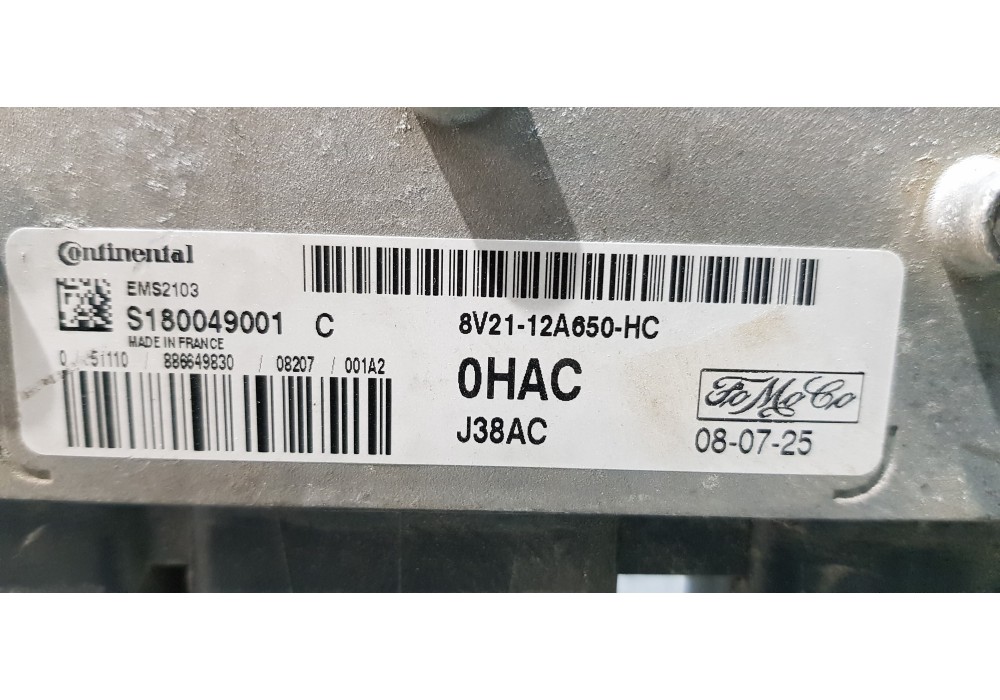 Continental
EMS2103
S180049001 C
MADE IN FRANCE
886649830 / 08207 / 001A2
8V21-12A650-HC
0HAC
J38AC
FoMoCo
08-07-25